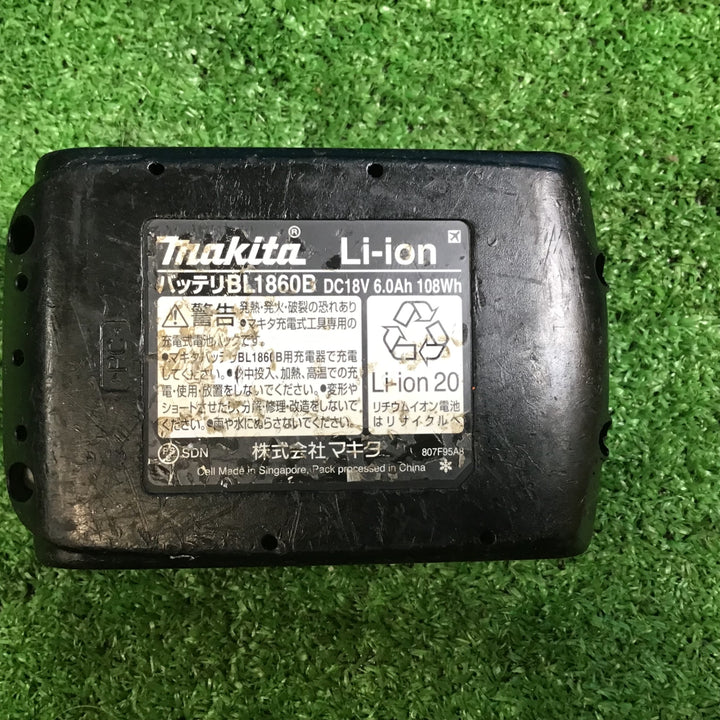 makita® Li-ion
バッテリBL1860B DC18V 6.0Ah 108Wh
警告 発熱・発火・破裂の恐れあり
●マキタ充電式工具専用の
充電式電池パックです。
●マキタバッテリBL1860B用充電器で充電
してください。●火中投入、加熱、高温での充
電・使用・放置をしないでください。●変形や
ショートさせたり、分解・修理・改造をしないで
ください。●雨や水にぬらさないでください。
Li-ion 20
リチウムイオン電池
はリサイクルへ
PS SDN 株式会社マキタ 807F95A8
Cell Made in Singapore, Pack processed in China
>PC<